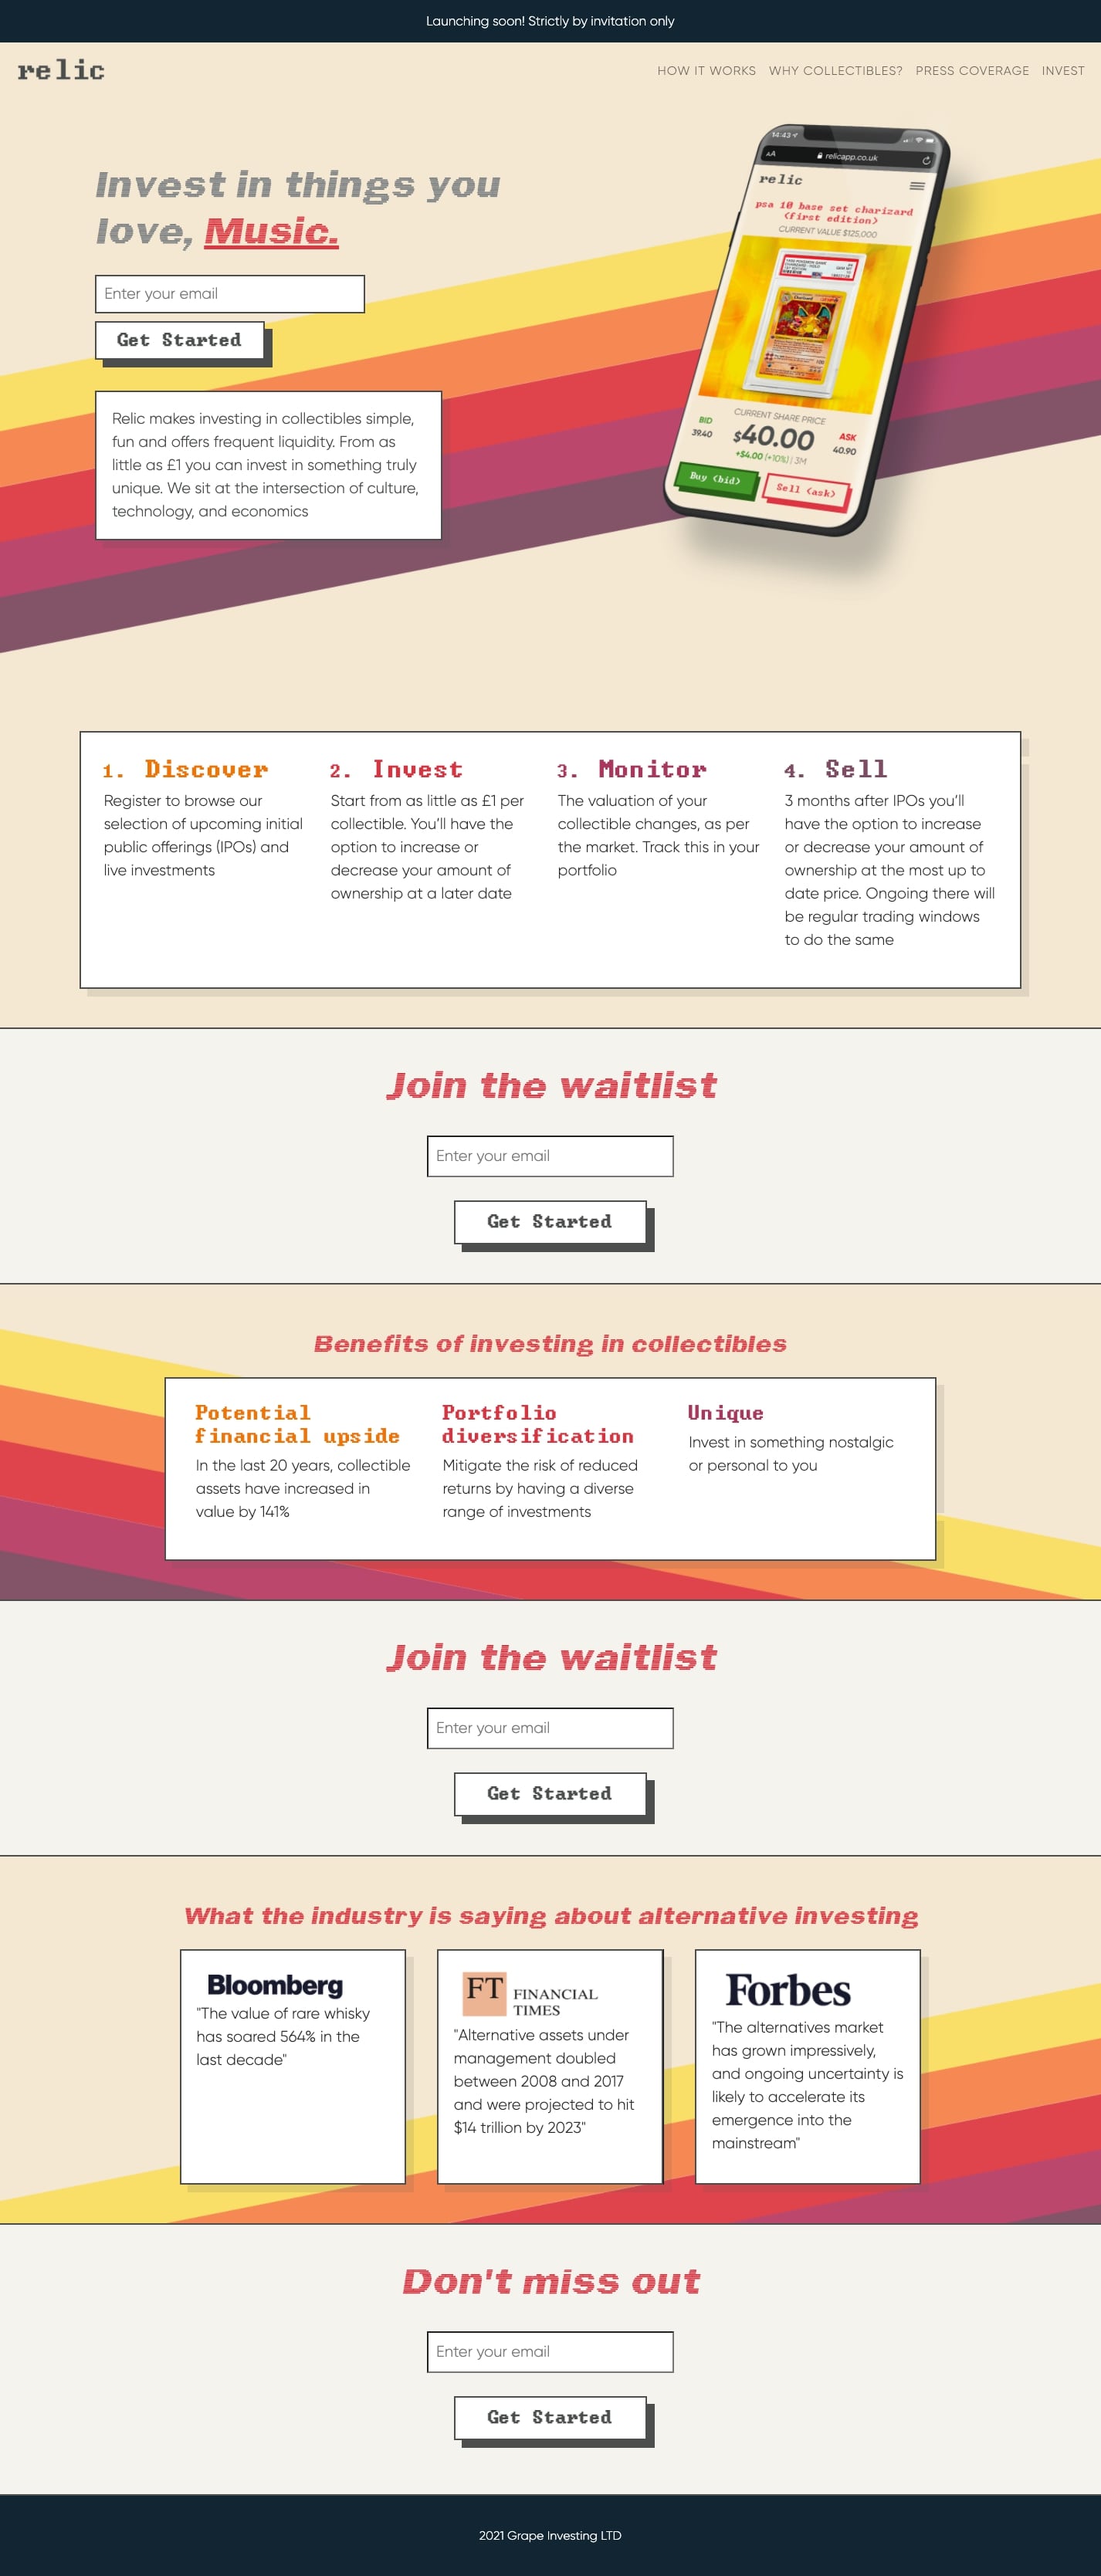 Launching soon! Strictly by invitation only
relic
HOW IT WORKS WHY COLLECTIBLES? PRESS COVERAGE INVEST
Invest in things you
love, Music.
Enter your email
Get Started
Relic makes investing in collectibles simple,
fun and offers frequent liquidity. From as
little as £1 you can invest in something truly
unique. We sit at the intersection of culture,
technology, and economics
14:43
AA
relicapp.co.uk
relic
psa 10 base set charizard
(first edition)
CURRENT VALUE $125,000
CURRENT SHARE PRICE
BID
39.40
$40.00
ASK
40.90
+$4.00 (+10%) | 3M
Buy (bid)
Sell (ask)
1. Discover
Register to browse our
selection of upcoming initial
public offerings (IPOs) and
live investments
2. Invest
Start from as little as £1 per
collectible. You’ll have the
option to increase or
decrease your amount of
ownership at a later date
3. Monitor
The valuation of your
collectible changes, as per
the market. Track this in your
portfolio
4. Sell
3 months after IPOs you’ll
have the option to increase
or decrease your amount of
ownership at the most up to
date price. Ongoing there will
be regular trading windows
to do the same
Join the waitlist
Enter your email
Get Started
Benefits of investing in collectibles
Potential
financial upside
In the last 20 years, collectible
assets have increased in
value by 141%
Portfolio
diversification
Mitigate the risk of reduced
returns by having a diverse
range of investments
Unique
Invest in something nostalgic
or personal to you
Join the waitlist
Enter your email
Get Started
What the industry is saying about alternative investing
Bloomberg
"The value of rare whisky
has soared 564% in the
last decade"
FT FINANCIAL
TIMES
"Alternative assets under
management doubled
between 2008 and 2017
and were projected to hit
$14 trillion by 2023"
Forbes
"The alternatives market
has grown impressively,
and ongoing uncertainty is
likely to accelerate its
emergence into the
mainstream"
Don't miss out
Enter your email
Get Started
2021 Grape Investing LTD